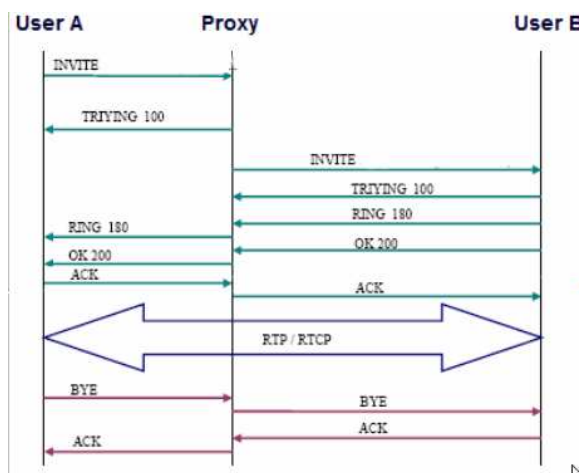 User A Proxy User B
INVITE
TRIYING 100
INVITE
TRIYING 100
RING 180
RING 180
OK 200
OK 200
ACK
ACK
RTP / RTCP
BYE
BYE
ACK
ACK